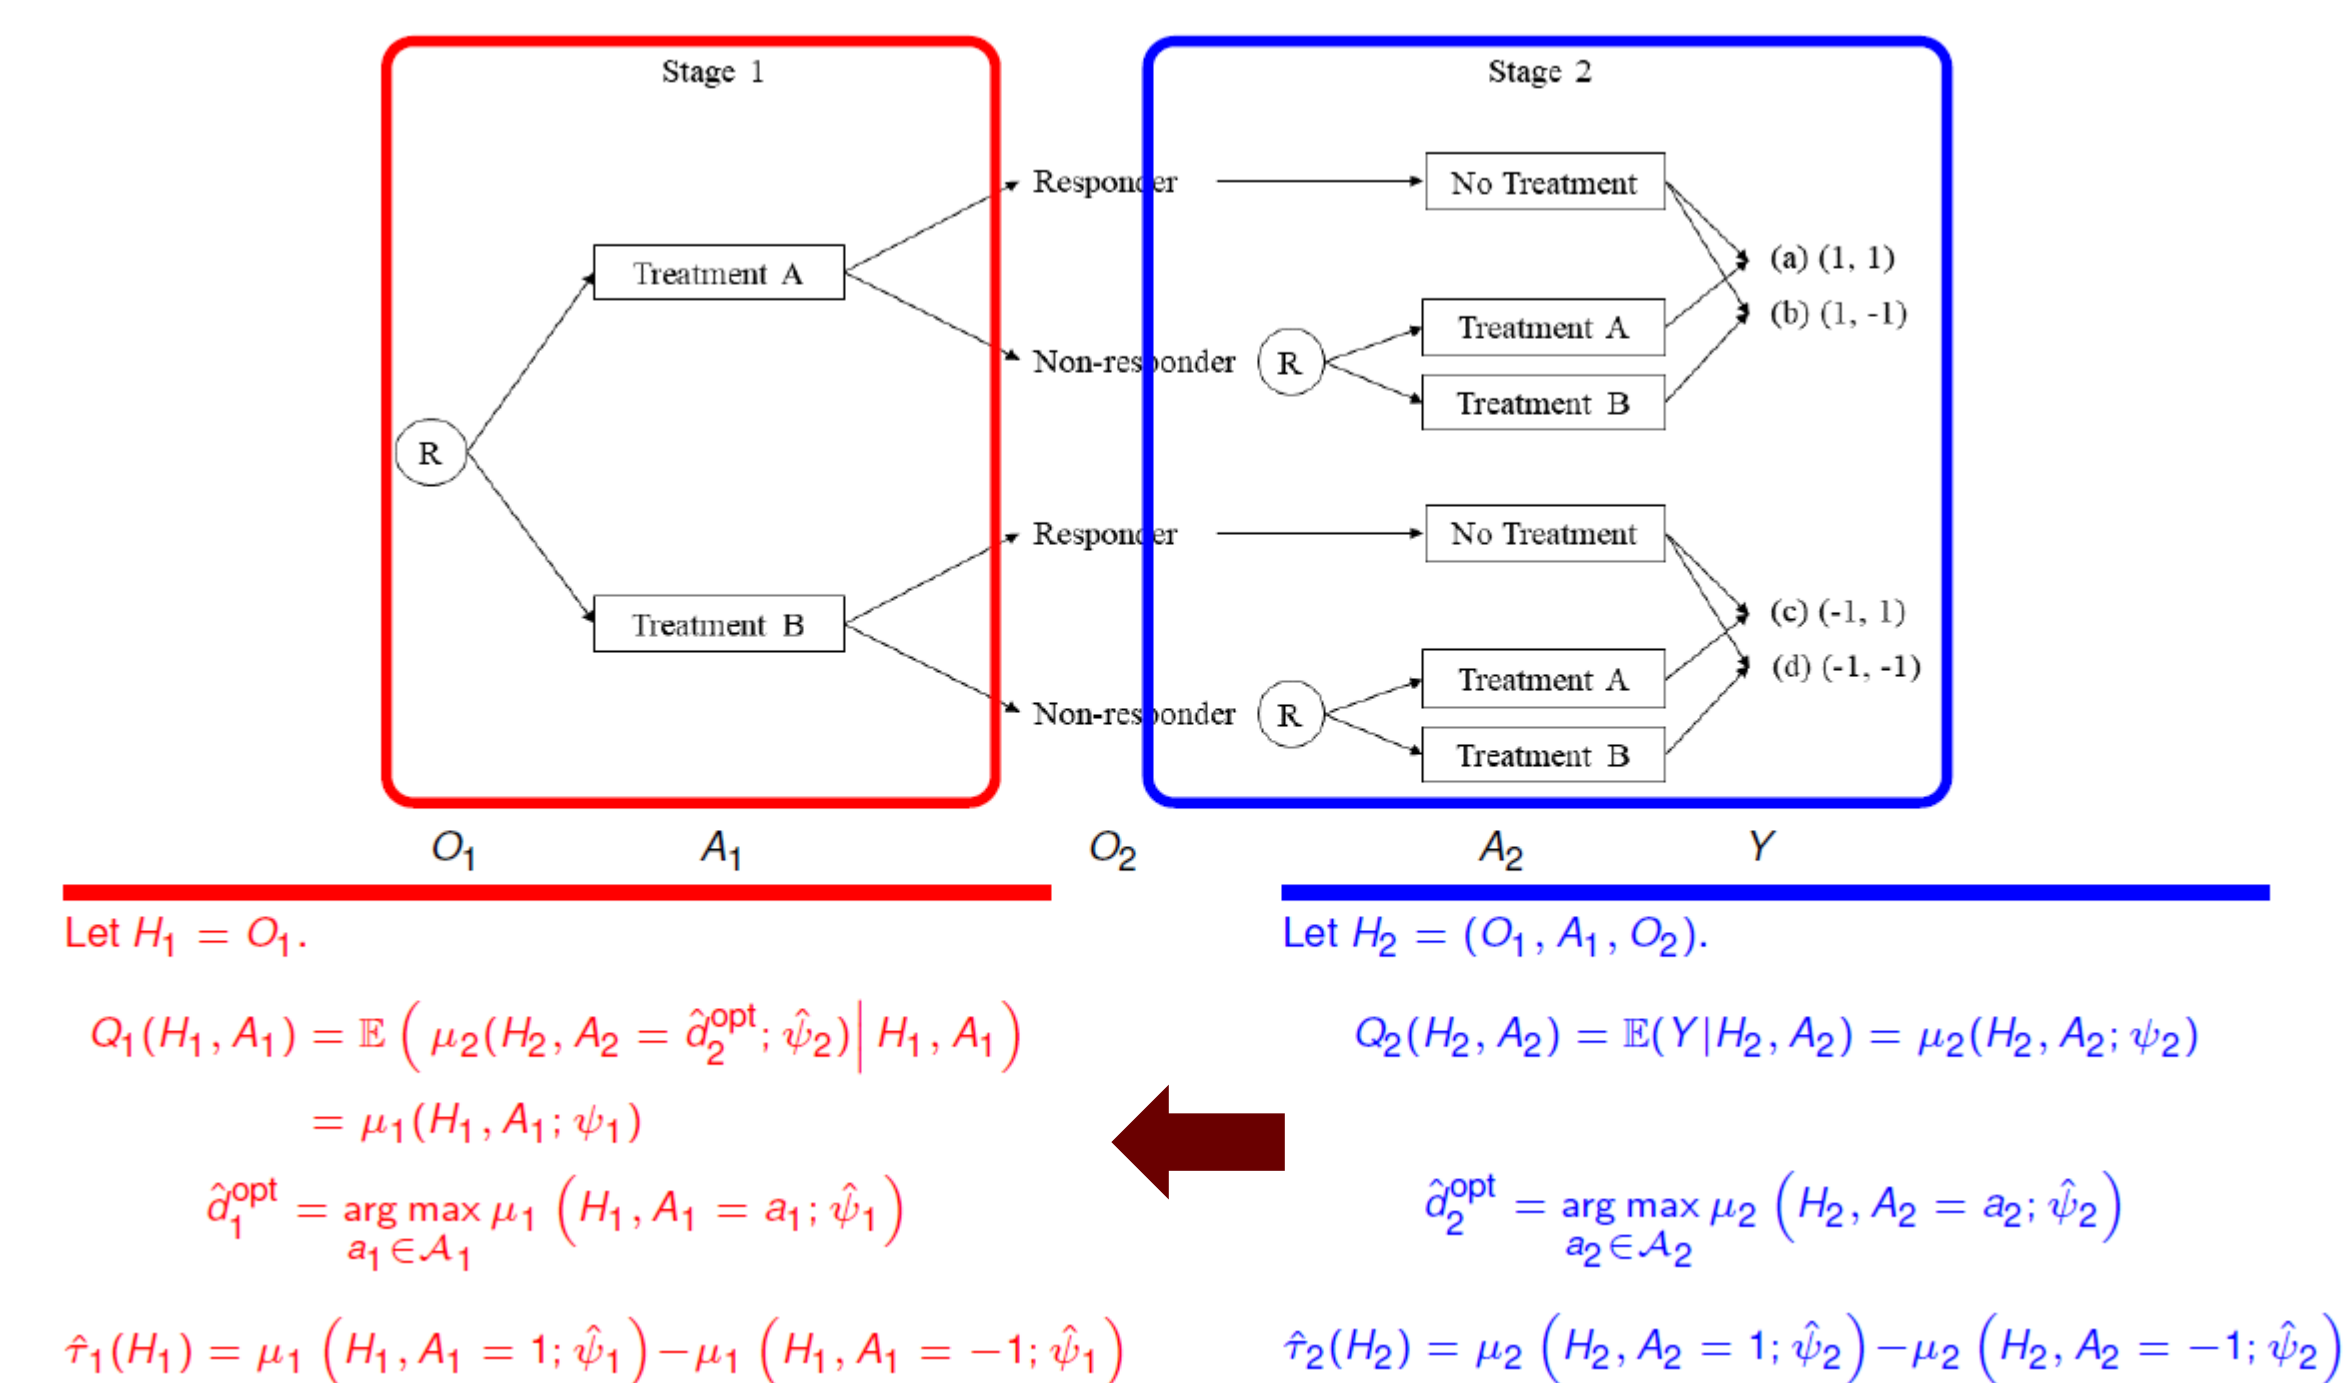 Stage 1
Stage 2
Responder
No Treatment
Treatment A
(a) (1, 1)
(b) (1, -1)
Treatment A
Non-responder
R
Treatment B
R
Responder
No Treatment
(c) (-1, 1)
Treatment B
(d) (-1, -1)
Treatment A
Non-responder
R
Treatment B
O₁ A₁ O₂ A₂ Y
Let H₁ = O₁.
Q₁(H₁, A₁) = 𝔼 ( μ₂(H₂, A₂ = d̂₂^opt; ψ̂₂) | H₁, A₁ )
= μ₁(H₁, A₁; ψ₁)
d̂₁^opt = arg max μ₁ (H₁, A₁ = a₁; ψ̂₁)
a₁ ∈ 𝒜₁
τ̂₁(H₁) = μ₁ (H₁, A₁ = 1; ψ̂₁) − μ₁ (H₁, A₁ = −1; ψ̂₁)
Let H₂ = (O₁, A₁, O₂).
Q₂(H₂, A₂) = 𝔼(Y|H₂, A₂) = μ₂(H₂, A₂; ψ₂)
d̂₂^opt = arg max μ₂ (H₂, A₂ = a₂; ψ̂₂)
a₂ ∈ 𝒜₂
τ̂₂(H₂) = μ₂ (H₂, A₂ = 1; ψ̂₂) − μ₂ (H₂, A₂ = −1; ψ̂₂)